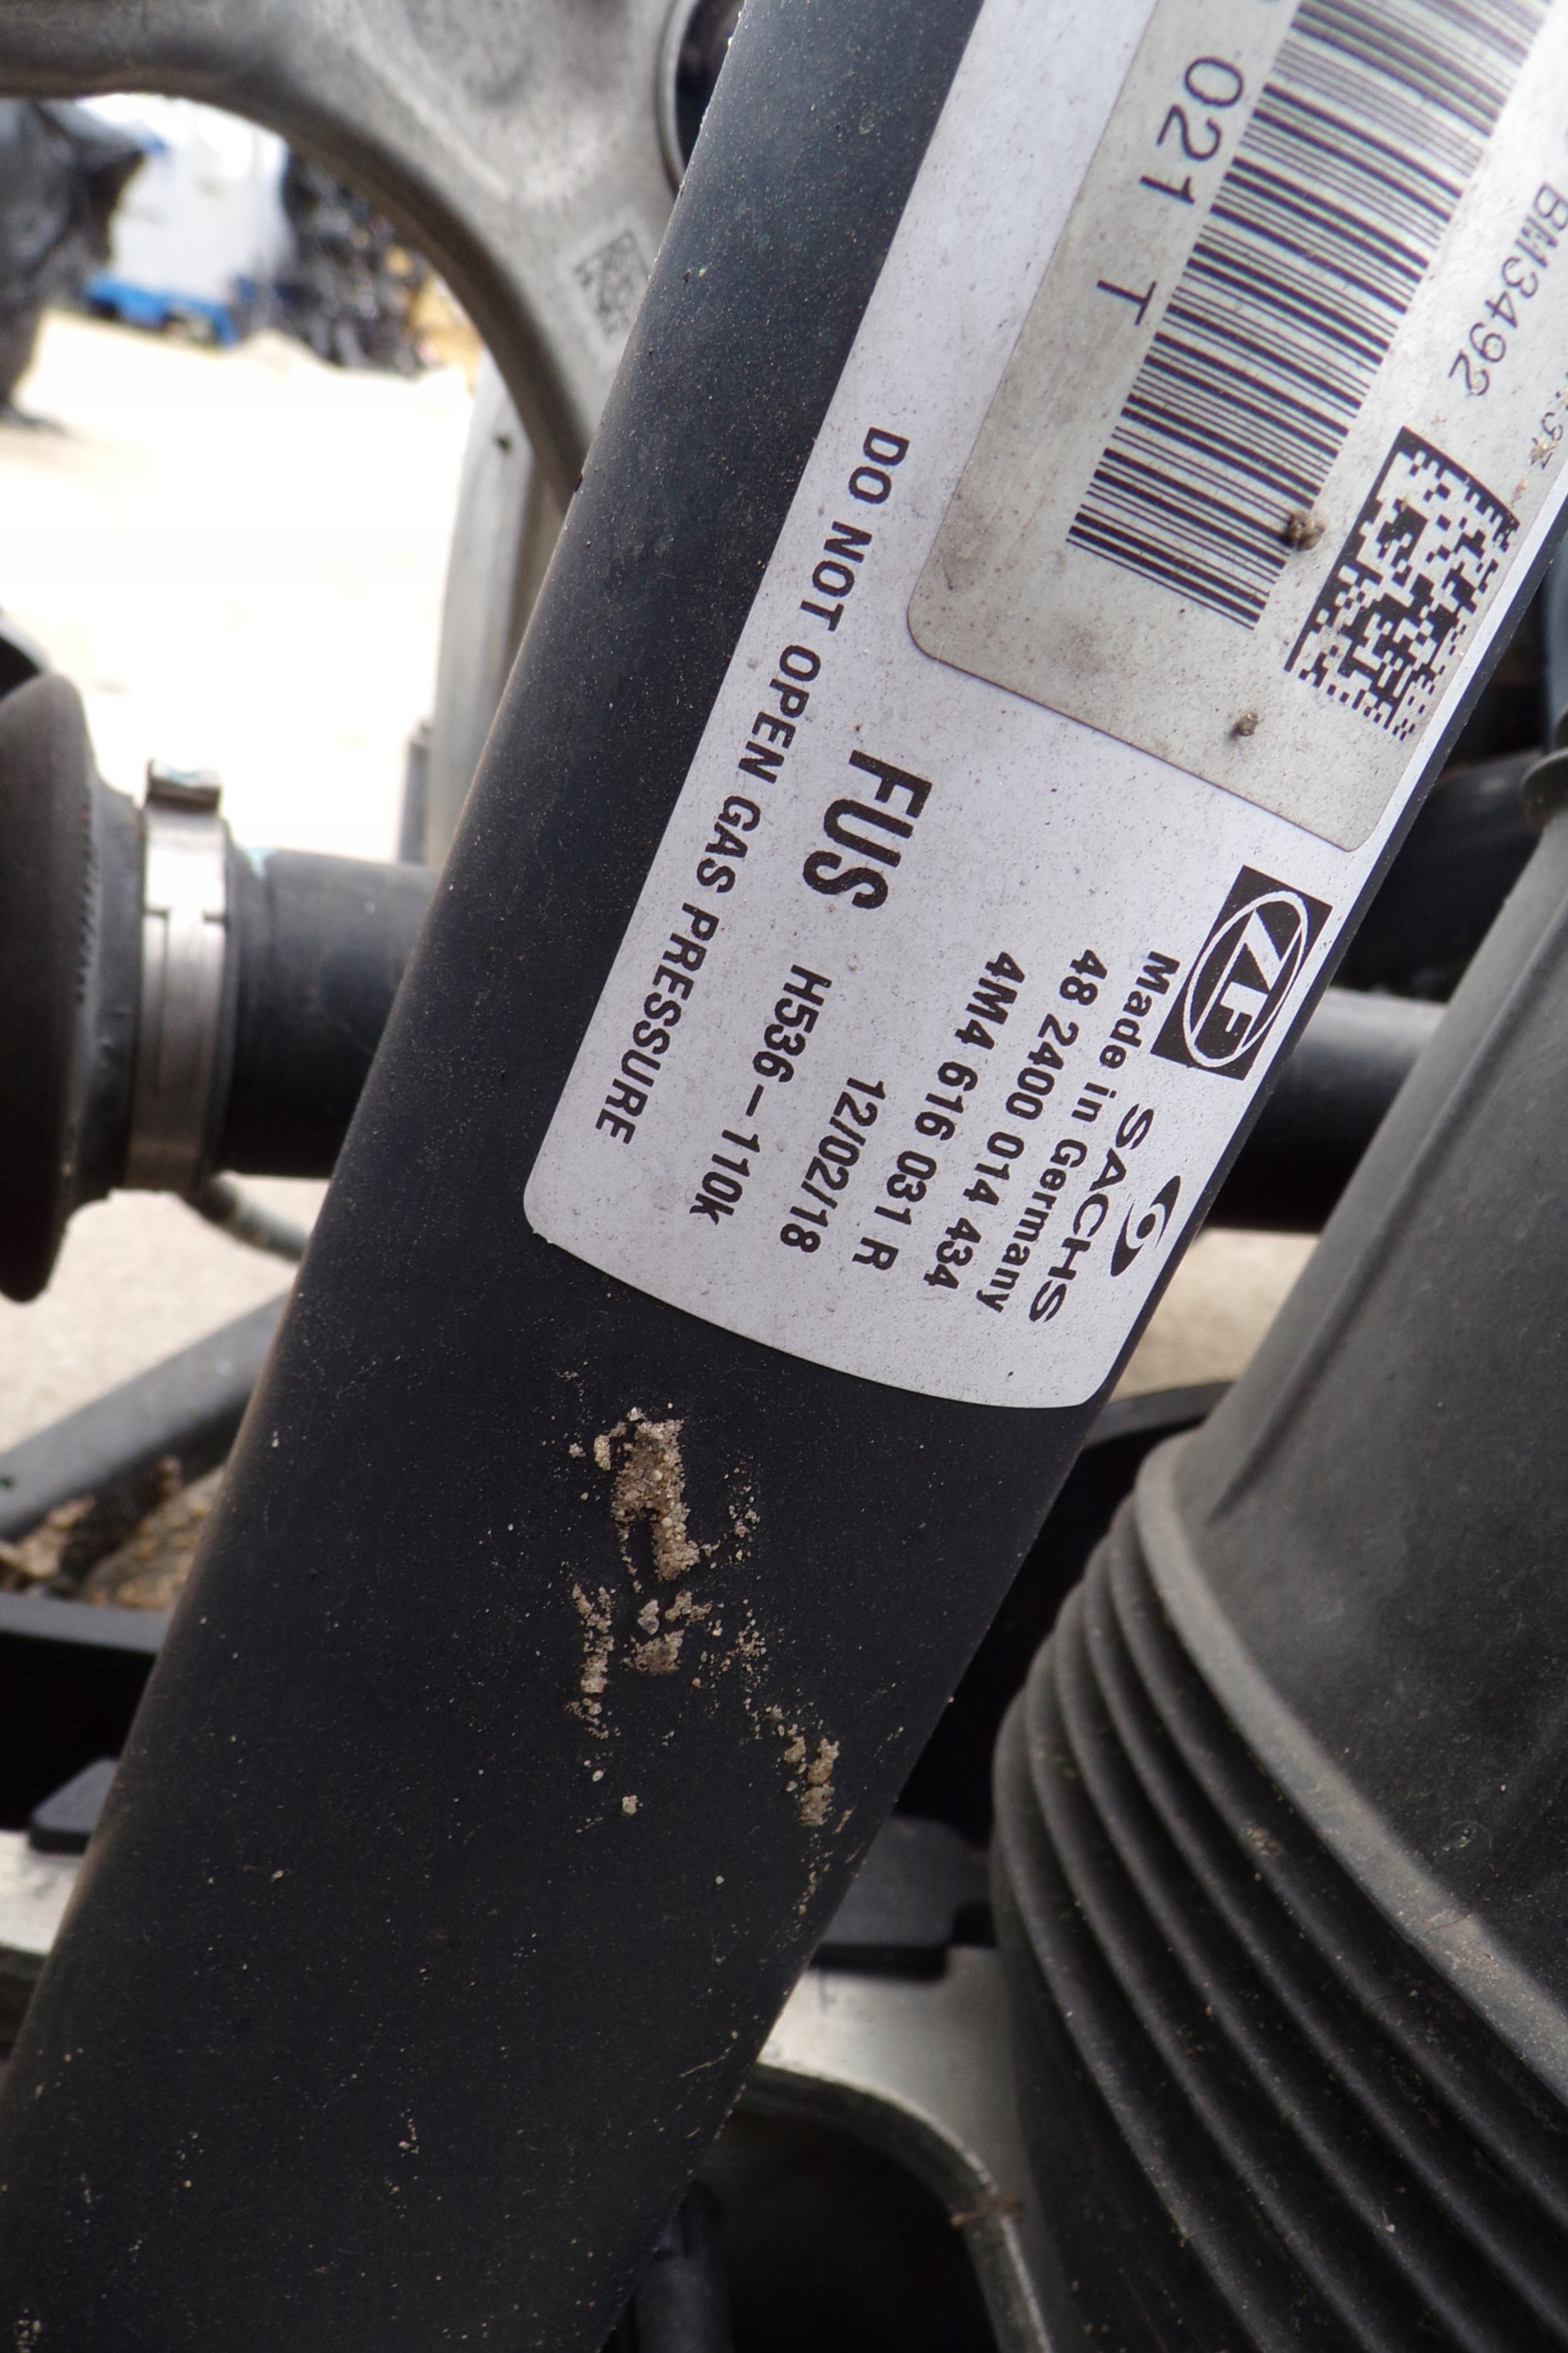 021 T
BM3492
ZF SACHS
Made in Germany
48 2400 014 434
4M4 616 031 R
12/02/18
FUS H536-110K
DO NOT OPEN GAS PRESSURE